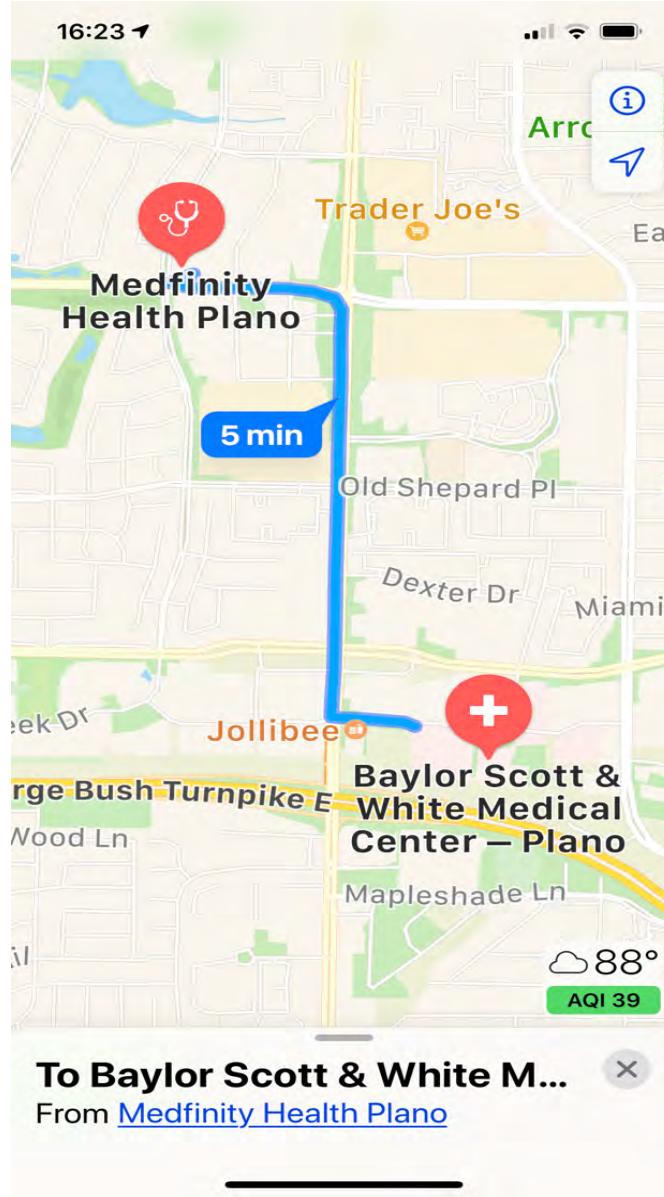 16:23
Arrc
Trader Joe's
Ea
Medfinity
Health Plano
5 min
Old Shepard Pl
Dexter Dr
Miami
eek Dr
Jollibee
rge Bush Turnpike E
Baylor Scott &
White Medical
Center – Plano
Wood Ln
Mapleshade Ln
il
88°
AQI 39
To Baylor Scott & White M...
From Medfinity Health Plano